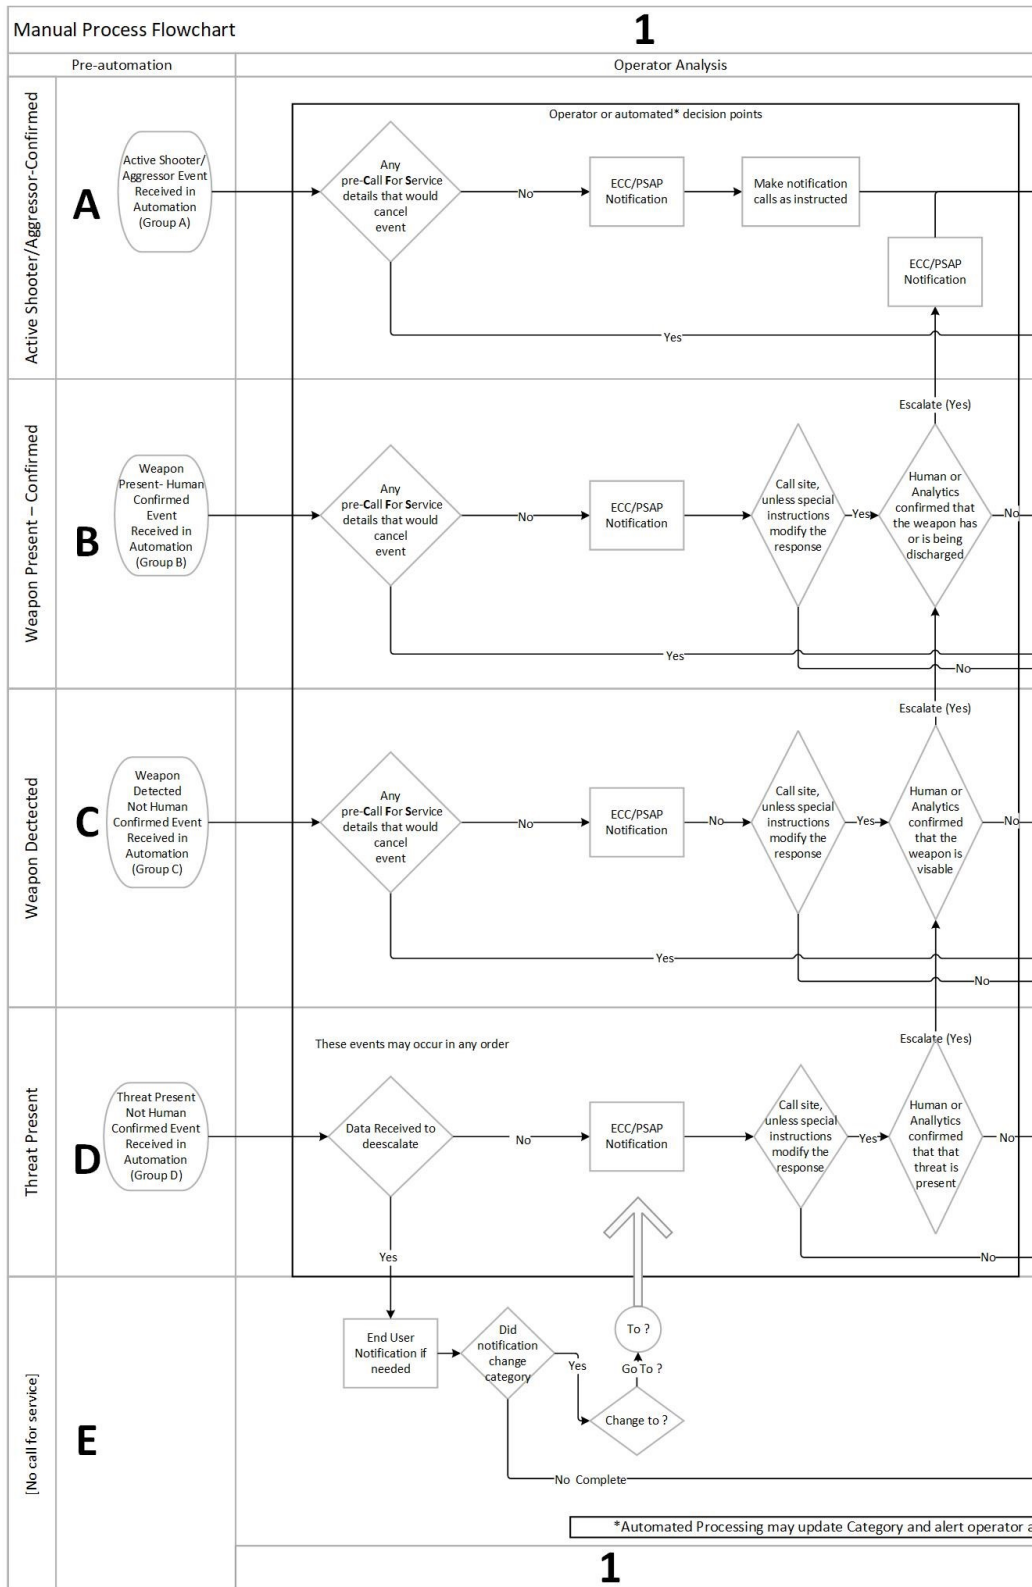 Manual Process Flowchart
1
Pre-automation
Operator Analysis
Active Shooter/Aggressor-Confirmed
A
Active Shooter/
Aggressor Event
Received in
Automation
(Group A)
Operator or automated* decision points
Any
pre-Call For Service
details that would
cancel
event
No
ECC/PSAP
Notification
Make notification
calls as instructed
ECC/PSAP
Notification
Yes
Weapon Present – Confirmed
B
Weapon
Present- Human
Confirmed
Event
Received in
Automation
(Group B)
Any
pre-Call For Service
details that would
cancel
event
No
ECC/PSAP
Notification
Call site,
unless special
instructions
modify the
response
Yes
Escalate (Yes)
Human or
Analytics
confirmed that
the weapon has
or is being
discharged
No
Yes
No
Weapon Dectected
C
Weapon
Detected
Not Human
Confirmed Event
Received in
Automation
(Group C)
Any
pre-Call For Service
details that would
cancel
event
No
ECC/PSAP
Notification
No
Call site,
unless special
instructions
modify the
response
Yes
Escalate (Yes)
Human or
Analytics
confirmed
that the
weapon is
visable
No
Yes
No
Threat Present
D
Threat Present
Not Human
Confirmed Event
Received in
Automation
(Group D)
These events may occur in any order
Data Received to
deescalate
No
ECC/PSAP
Notification
Call site,
unless special
instructions
modify the
response
Yes
Escalate (Yes)
Human or
Anallytics
confirmed
that that
threat is
present
No
Yes
No
[No call for service]
E
End User
Notification if
needed
Did
notification
change
category
Yes
To ?
Go To ?
Change to ?
No Complete
*Automated Processing may update Category and alert operator a
1